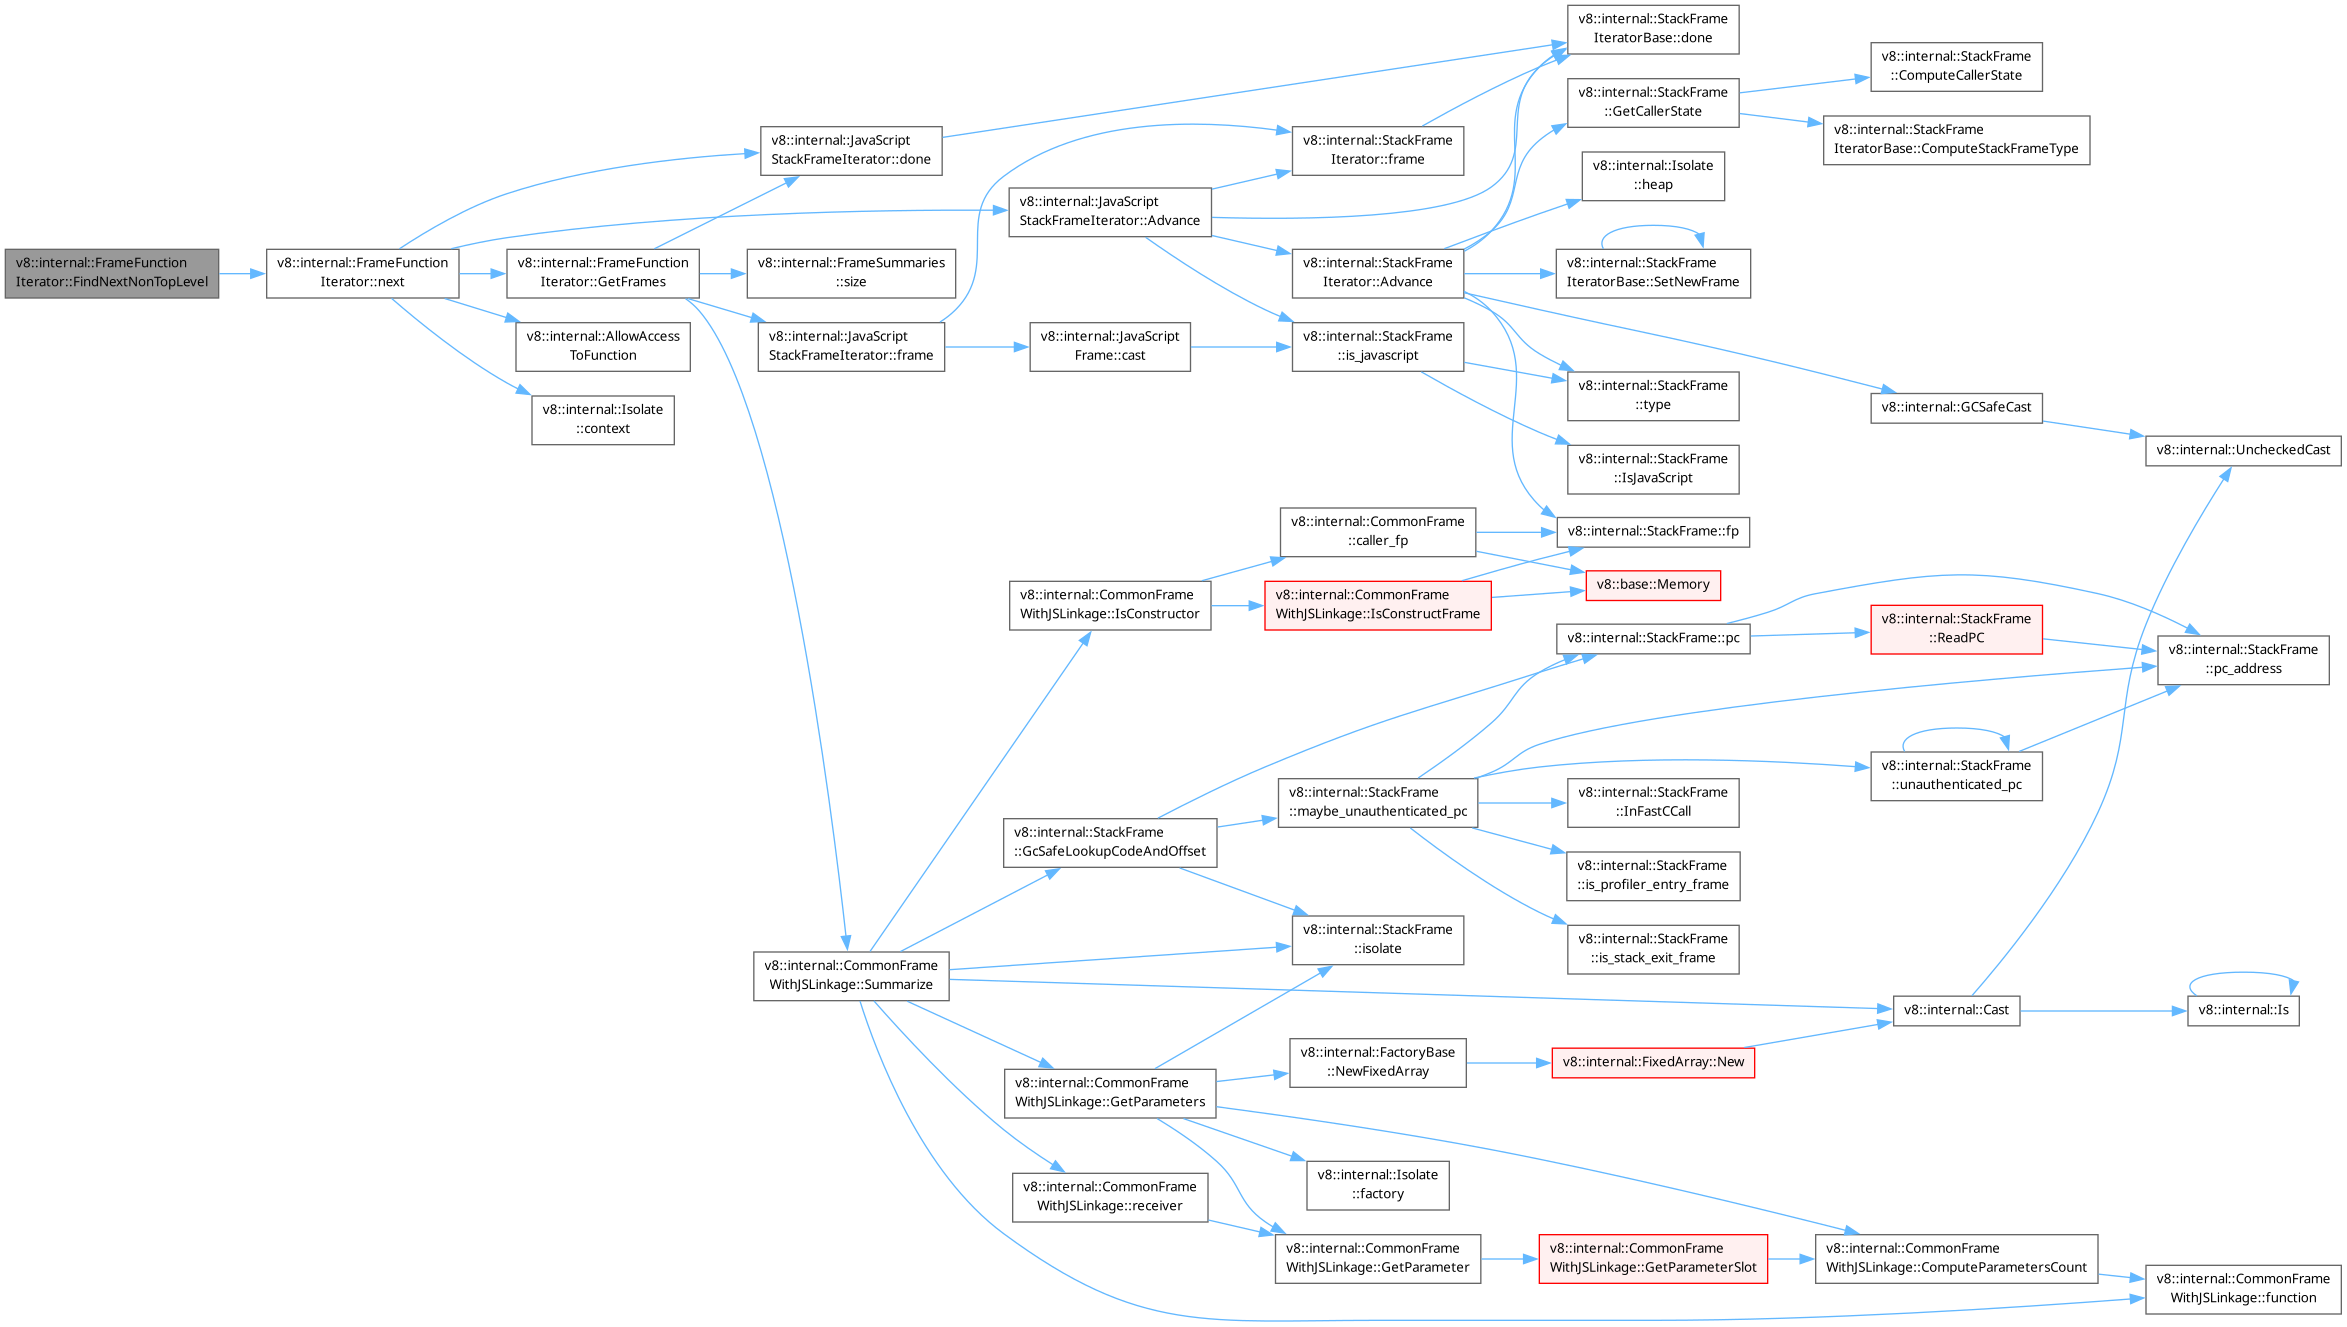 v8::internal::FrameFunction
Iterator::FindNextNonTopLevel
v8::internal::FrameFunction
Iterator::next
v8::internal::FrameFunction
Iterator::GetFrames
v8::internal::AllowAccess
ToFunction
v8::internal::Isolate
::context
v8::internal::JavaScript
StackFrameIterator::done
v8::internal::FrameSummaries
::size
v8::internal::JavaScript
StackFrameIterator::frame
v8::internal::CommonFrame
WithJSLinkage::Summarize
v8::internal::JavaScript
StackFrameIterator::Advance
v8::internal::JavaScript
Frame::cast
v8::internal::CommonFrame
WithJSLinkage::IsConstructor
v8::internal::StackFrame
::GcSafeLookupCodeAndOffset
v8::internal::CommonFrame
WithJSLinkage::GetParameters
v8::internal::CommonFrame
WithJSLinkage::receiver
v8::internal::StackFrame
Iterator::frame
v8::internal::StackFrame
Iterator::Advance
v8::internal::StackFrame
::is_javascript
v8::internal::CommonFrame
::caller_fp
v8::internal::CommonFrame
WithJSLinkage::IsConstructFrame
v8::internal::StackFrame
::maybe_unauthenticated_pc
v8::internal::StackFrame
::isolate
v8::internal::FactoryBase
::NewFixedArray
v8::internal::Isolate
::factory
v8::internal::CommonFrame
WithJSLinkage::GetParameter
v8::internal::StackFrame
IteratorBase::done
v8::internal::StackFrame
::GetCallerState
v8::internal::Isolate
::heap
v8::internal::StackFrame
IteratorBase::SetNewFrame
v8::internal::StackFrame
::type
v8::internal::StackFrame
::IsJavaScript
v8::internal::StackFrame::fp
v8::base::Memory
v8::internal::StackFrame::pc
v8::internal::StackFrame
::InFastCCall
v8::internal::StackFrame
::is_profiler_entry_frame
v8::internal::StackFrame
::is_stack_exit_frame
v8::internal::FixedArray::New
v8::internal::CommonFrame
WithJSLinkage::GetParameterSlot
v8::internal::StackFrame
::ComputeCallerState
v8::internal::StackFrame
IteratorBase::ComputeStackFrameType
v8::internal::GCSafeCast
v8::internal::StackFrame
::ReadPC
v8::internal::StackFrame
::unauthenticated_pc
v8::internal::Cast
v8::internal::CommonFrame
WithJSLinkage::ComputeParametersCount
v8::internal::UncheckedCast
v8::internal::StackFrame
::pc_address
v8::internal::Is
v8::internal::CommonFrame
WithJSLinkage::function